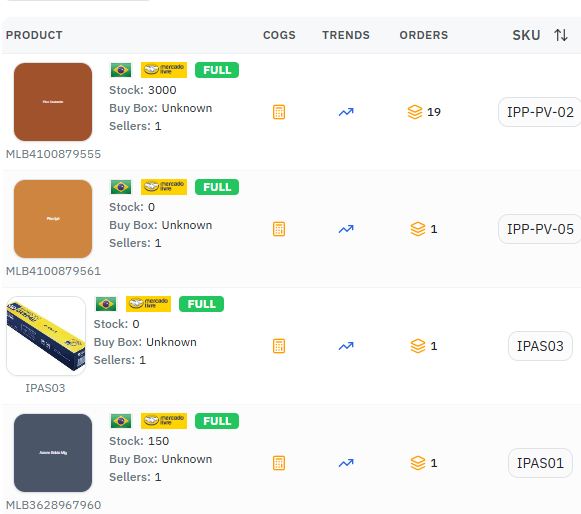 PRODUCT COGS TRENDS ORDERS SKU
mercado livre FULL
Stock: 3000
Buy Box: Unknown
Sellers: 1
19
IPP-PV-02
MLB4100879555
mercado livre FULL
Stock: 0
Buy Box: Unknown
Sellers: 1
1
IPP-PV-05
MLB4100879561
mercado livre FULL
Stock: 0
Buy Box: Unknown
Sellers: 1
1
IPAS03
IPAS03
mercado livre FULL
Stock: 150
Buy Box: Unknown
Sellers: 1
1
IPAS01
MLB3628967960